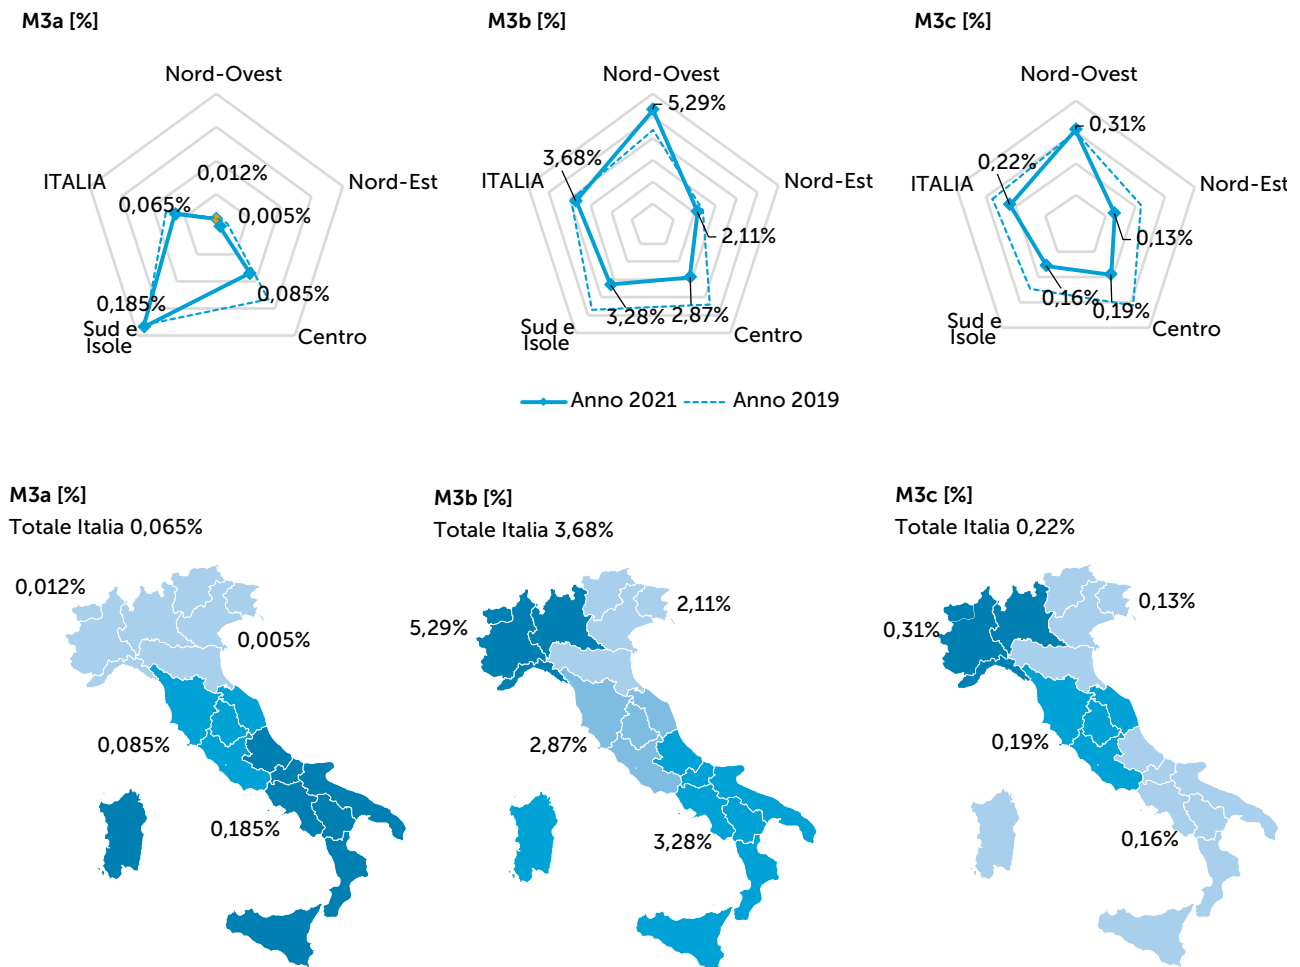 M3a [%]
Nord-Ovest
0,012%
ITALIA
Nord-Est
0,065%
0,005%
0,185%
0,085%
Sud e
Isole
Centro
M3b [%]
Nord-Ovest
5,29%
3,68%
ITALIA
Nord-Est
2,11%
3,28%
2,87%
Sud e
Isole
Centro
M3c [%]
Nord-Ovest
0,31%
0,22%
ITALIA
Nord-Est
0,13%
0,16%
0,19%
Sud e
Isole
Centro
Anno 2021
Anno 2019
M3a [%]
Totale Italia 0,065%
0,012%
0,005%
0,085%
0,185%
M3b [%]
Totale Italia 3,68%
2,11%
5,29%
2,87%
3,28%
M3c [%]
Totale Italia 0,22%
0,13%
0,31%
0,19%
0,16%